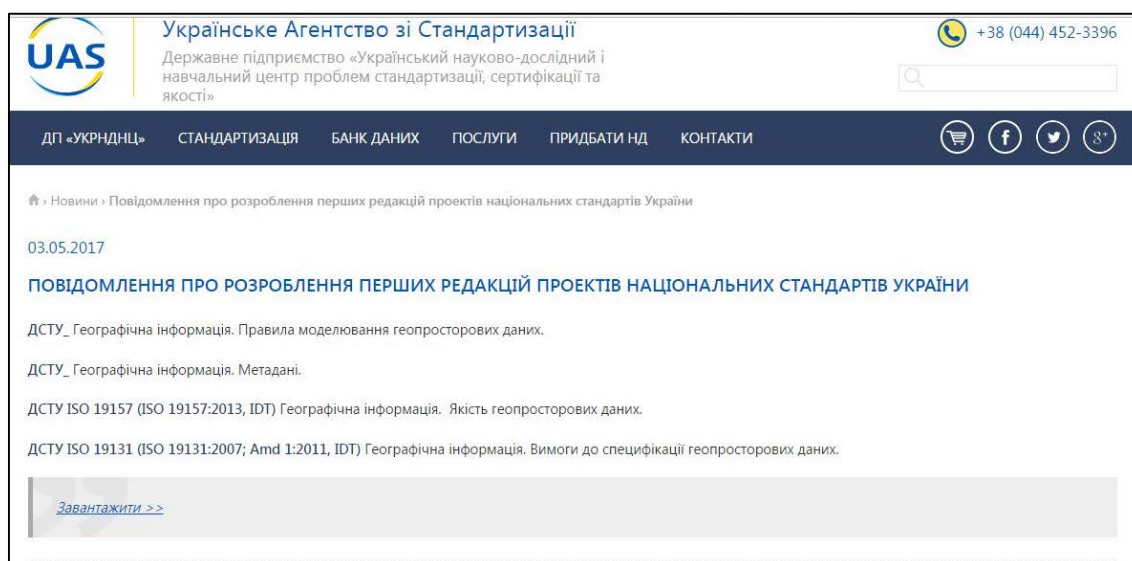 UAS
Українське Агентство зі Стандартизації
Державне підприємство «Український науково-дослідний і
навчальний центр проблем стандартизації, сертифікації та
якості»
+38 (044) 452-3396
ДП «УКРНДНЦ» СТАНДАРТИЗАЦІЯ БАНК ДАНИХ ПОСЛУГИ ПРИДБАТИ НД КОНТАКТИ
› Новини › Повідомлення про розроблення перших редакцій проектів національних стандартів України
03.05.2017
ПОВІДОМЛЕННЯ ПРО РОЗРОБЛЕННЯ ПЕРШИХ РЕДАКЦІЙ ПРОЕКТІВ НАЦІОНАЛЬНИХ СТАНДАРТІВ УКРАЇНИ
ДСТУ_ Географічна інформація. Правила моделювання геопросторових даних.
ДСТУ_ Географічна інформація. Метадані.
ДСТУ ISO 19157 (ISO 19157:2013, IDT) Географічна інформація. Якість геопросторових даних.
ДСТУ ISO 19131 (ISO 19131:2007; Amd 1:2011, IDT) Географічна інформація. Вимоги до специфікації геопросторових даних.
Завантажити >>